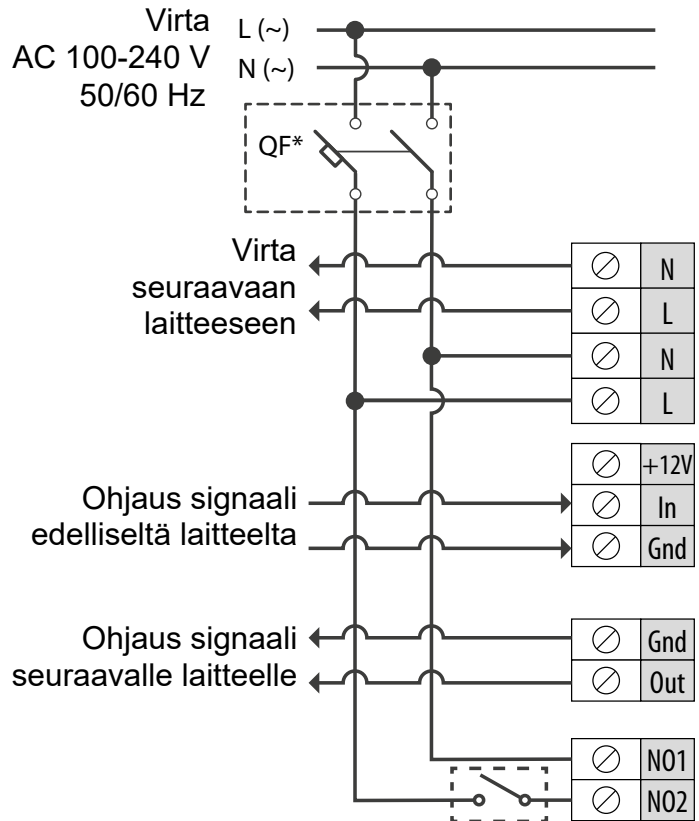 Virta
AC 100-240 V
50/60 Hz
L (~)
N (~)
QF*
Virta
seuraavaan
laitteeseen
N
L
N
L
+12V
Ohjaus signaali
edelliseltä laitteelta
In
Gnd
Ohjaus signaali
seuraavalle laitteelle
Gnd
Out
NO1
NO2